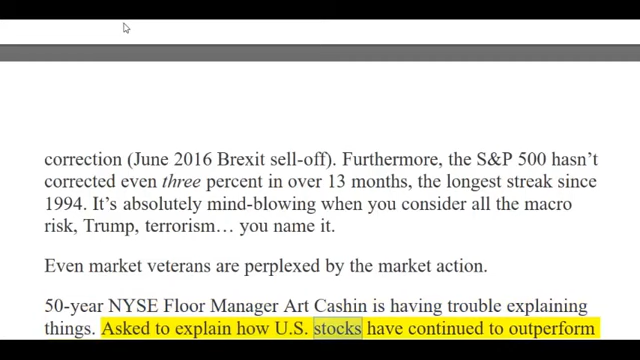 correction (June 2016 Brexit sell-off). Furthermore, the S&P 500 hasn’t
corrected even three percent in over 13 months, the longest streak since
1994. It’s absolutely mind-blowing when you consider all the macro
risk, Trump, terrorism… you name it.
Even market veterans are perplexed by the market action.
50-year NYSE Floor Manager Art Cashin is having trouble explaining
things. Asked to explain how U.S. stocks have continued to outperform